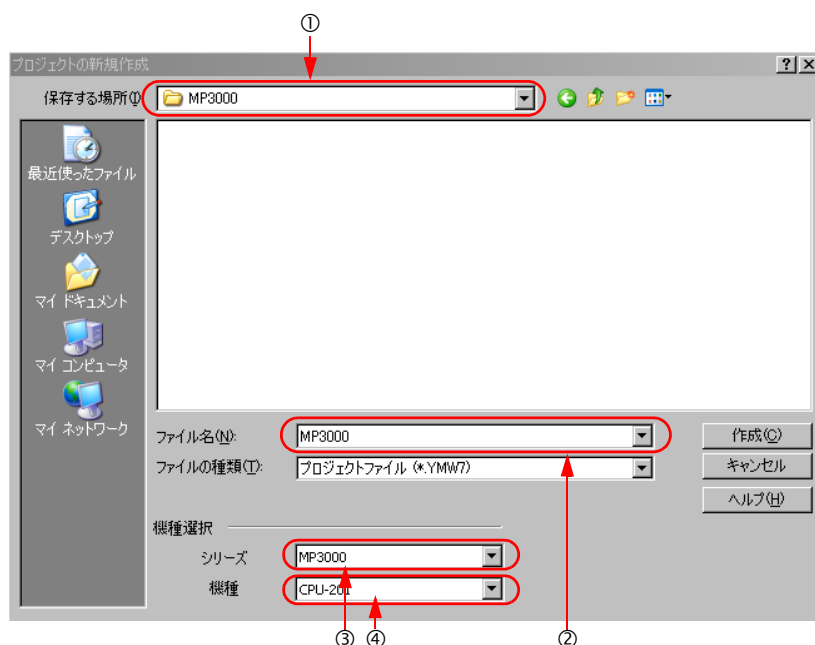 ①
プロジェクトの新規作成
保存する場所(I)
MP3000
最近使ったファイル
デスクトップ
マイ ドキュメント
マイ コンピュータ
マイ ネットワーク
ファイル名(N):
MP3000
作成(C)
ファイルの種類(T):
プロジェクトファイル (*.YMW7)
キャンセル
ヘルプ(H)
機種選択
シリーズ
MP3000
機種
CPU-201
③ ④ ②